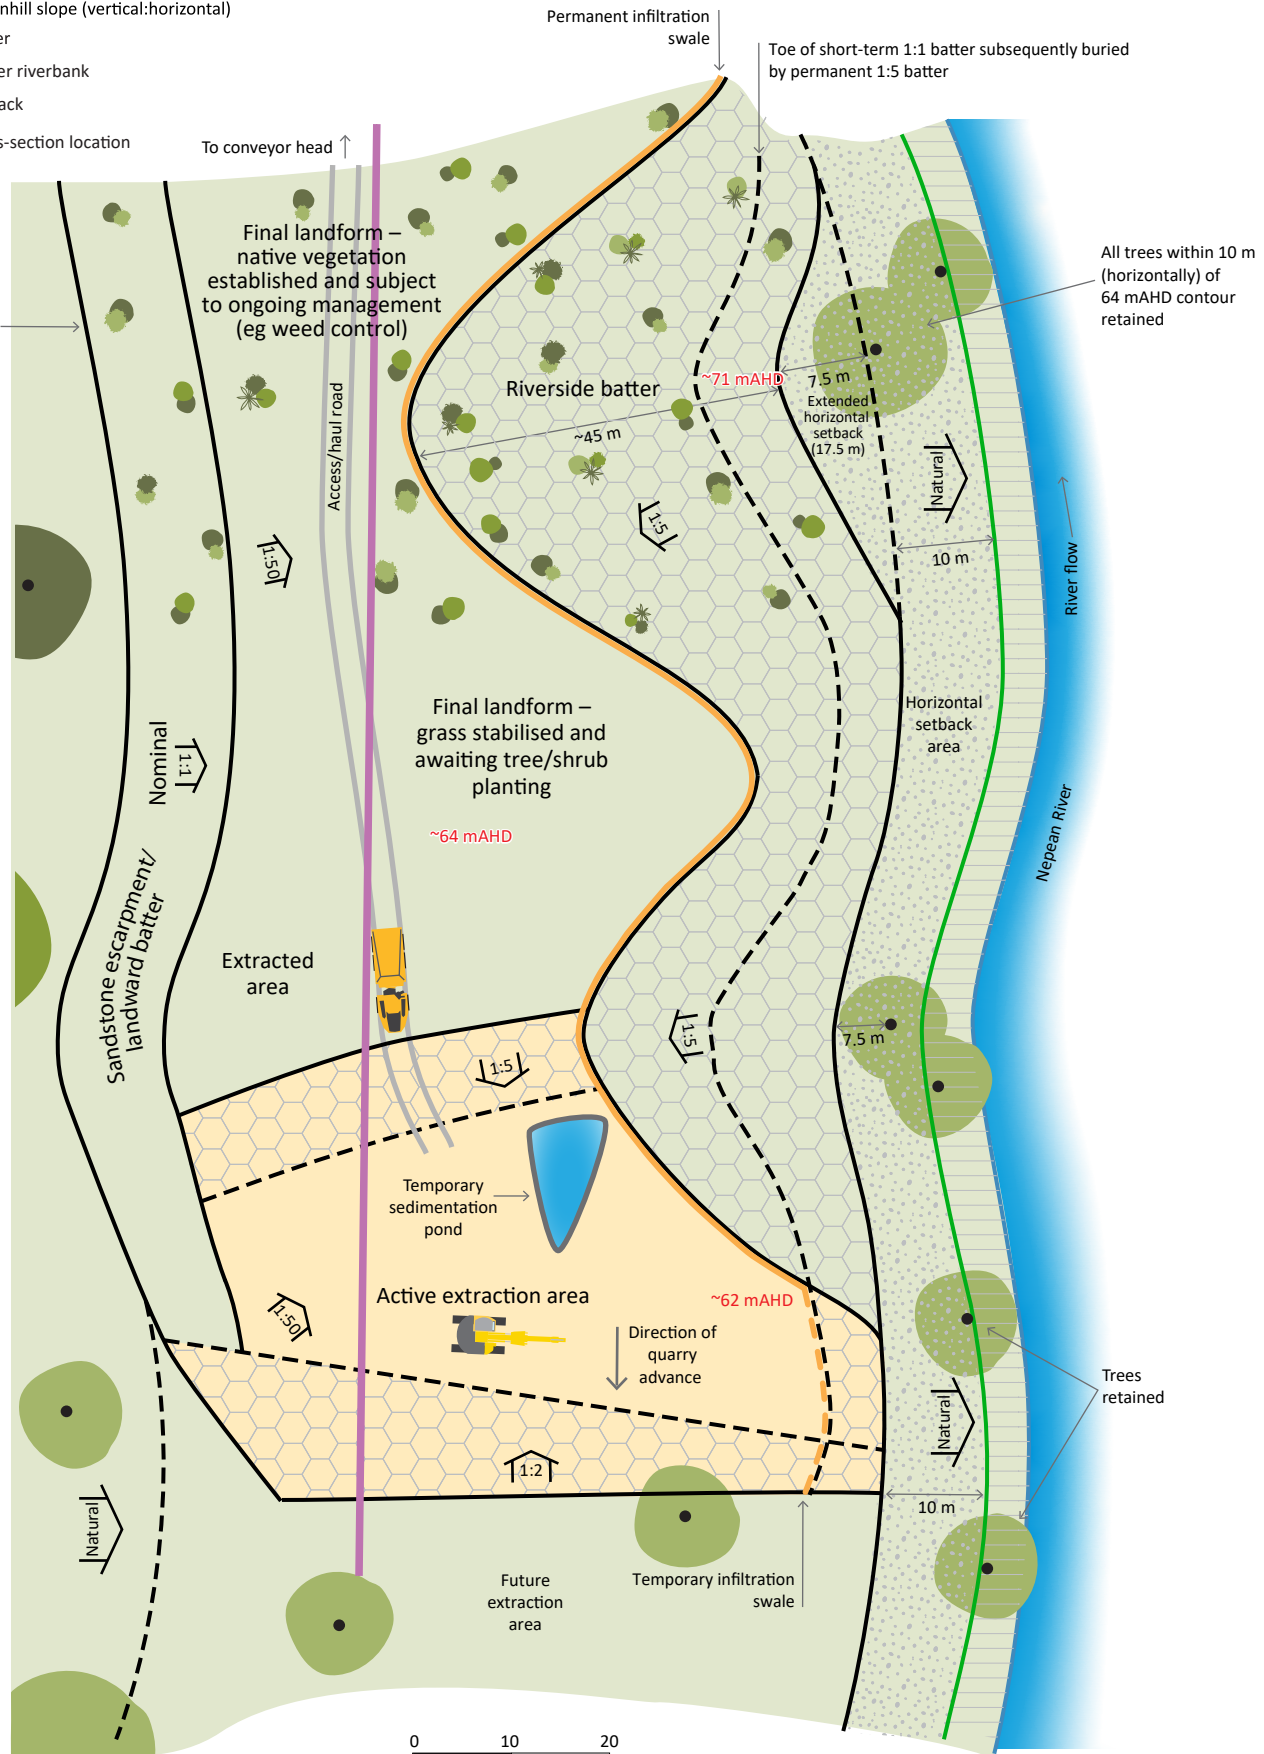 nhill slope (vertical:horizontal)
er
er riverbank
ack
s-section location
Permanent infiltration
swale
Toe of short-term 1:1 batter subsequently buried
by permanent 1:5 batter
To conveyor head
Final landform –
native vegetation
established and subject
to ongoing management
(eg weed control)
All trees within 10 m
(horizontally) of
64 mAHD contour
retained
Riverside batter
~71 mAHD
7.5 m
Extended
horizontal
setback
(17.5 m)
~45 m
Access/haul road
Natural
1:5
1:50
10 m
River flow
Final landform –
grass stabilised and
awaiting tree/shrub
planting
Horizontal
setback
area
Nominal
1:1
~64 mAHD
Nepean River
Sandstone escarpment/
landward batter
Extracted
area
1:5
7.5 m
1:5
Temporary
sedimentation
pond
Active extraction area
~62 mAHD
1:50
Direction of
quarry
advance
Trees
retained
Natural
1:2
10 m
Natural
Future
extraction
area
Temporary infiltration
swale
0 10 20